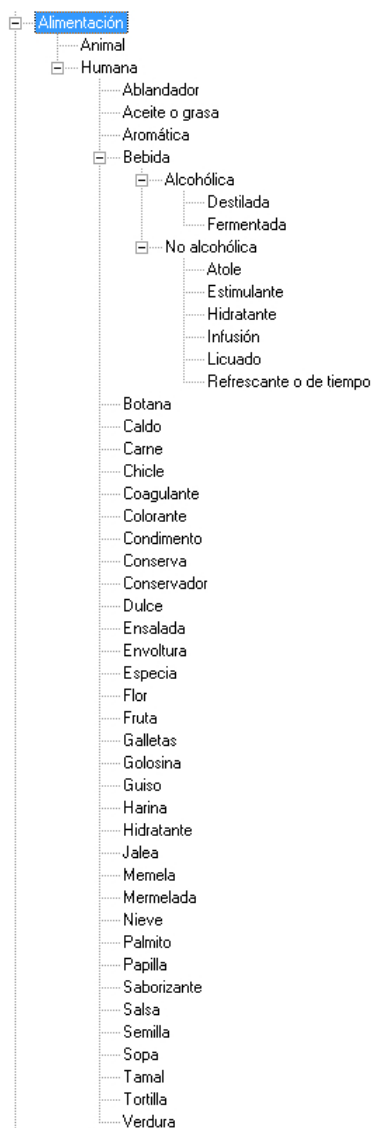 Alimentación
Animal
Humana
Ablandador
Aceite o grasa
Aromática
Bebida
Alcohólica
Destilada
Fermentada
No alcohólica
Atole
Estimulante
Hidratante
Infusión
Licuado
Refrescante o de tiempo
Botana
Caldo
Carne
Chicle
Coagulante
Colorante
Condimento
Conserva
Conservador
Dulce
Ensalada
Envoltura
Especia
Flor
Fruta
Galletas
Golosina
Guiso
Harina
Hidratante
Jalea
Memela
Mermelada
Nieve
Palmito
Papilla
Saborizante
Salsa
Semilla
Sopa
Tamal
Tortilla
Verdura